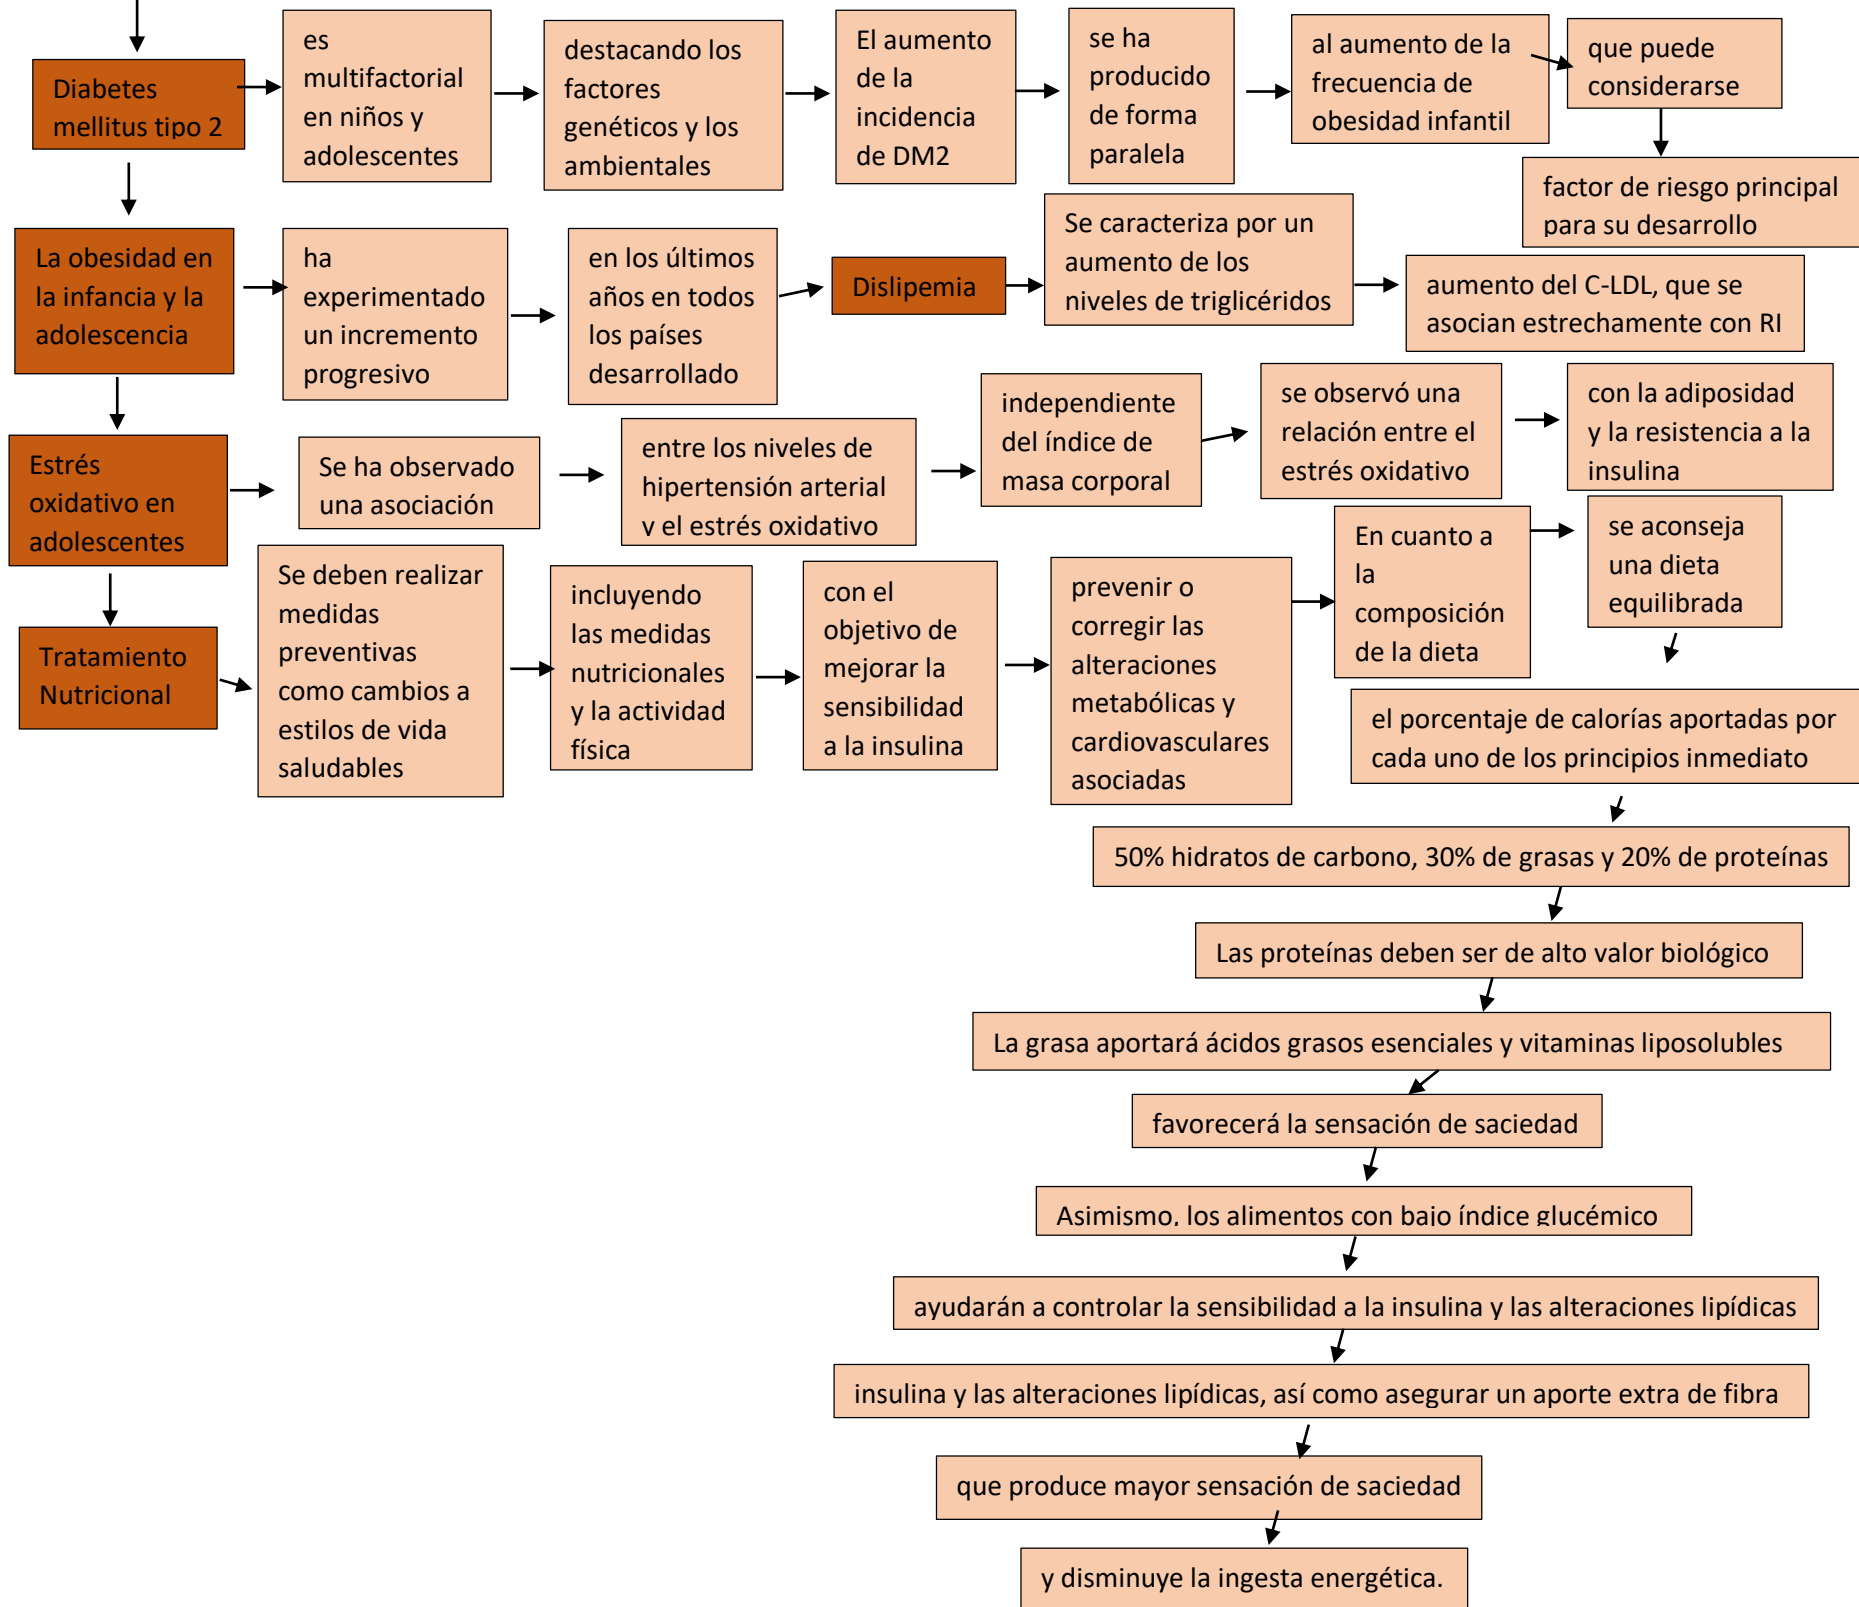 Diabetes
mellitus tipo 2
es
multifactorial
en niños y
adolescentes
destacando los
factores
genéticos y los
ambientales
El aumento
de la
incidencia
de DM2
se ha
producido
de forma
paralela
al aumento de la
frecuencia de
obesidad infantil
que puede
considerarse
factor de riesgo principal
para su desarrollo
La obesidad en
la infancia y la
adolescencia
ha
experimentado
un incremento
progresivo
en los últimos
años en todos
los países
desarrollado
Dislipemia
Se caracteriza por un
aumento de los
niveles de triglicéridos
aumento del C-LDL, que se
asocian estrechamente con RI
Estrés
oxidativo en
adolescentes
Se ha observado
una asociación
entre los niveles de
hipertensión arterial
y el estrés oxidativo
independiente
del índice de
masa corporal
se observó una
relación entre el
estrés oxidativo
con la adiposidad
y la resistencia a la
insulina
Tratamiento
Nutricional
Se deben realizar
medidas
preventivas
como cambios a
estilos de vida
saludables
incluyendo
las medidas
nutricionales
y la actividad
física
con el
objetivo de
mejorar la
sensibilidad
a la insulina
prevenir o
corregir las
alteraciones
metabólicas y
cardiovasculares
asociadas
En cuanto a
la
composición
de la dieta
se aconseja
una dieta
equilibrada
el porcentaje de calorías aportadas por
cada uno de los principios inmediato
50% hidratos de carbono, 30% de grasas y 20% de proteínas
Las proteínas deben ser de alto valor biológico
La grasa aportará ácidos grasos esenciales y vitaminas liposolubles
favorecerá la sensación de saciedad
Asimismo, los alimentos con bajo índice glucémico
ayudarán a controlar la sensibilidad a la insulina y las alteraciones lipídicas
insulina y las alteraciones lipídicas, así como asegurar un aporte extra de fibra
que produce mayor sensación de saciedad
y disminuye la ingesta energética.